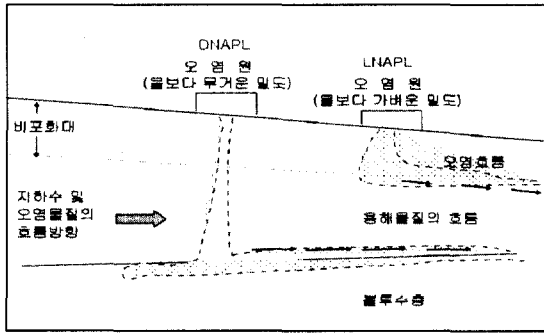 DNAPL
오 염 원
(물보다 무거운 밀도)
LNAPL
오 염 원
(물보다 가벼운 밀도)
비포화대
오염흐름
지하수 및
오염물질의
흐름방향
용해물질의 흐름
불투수층